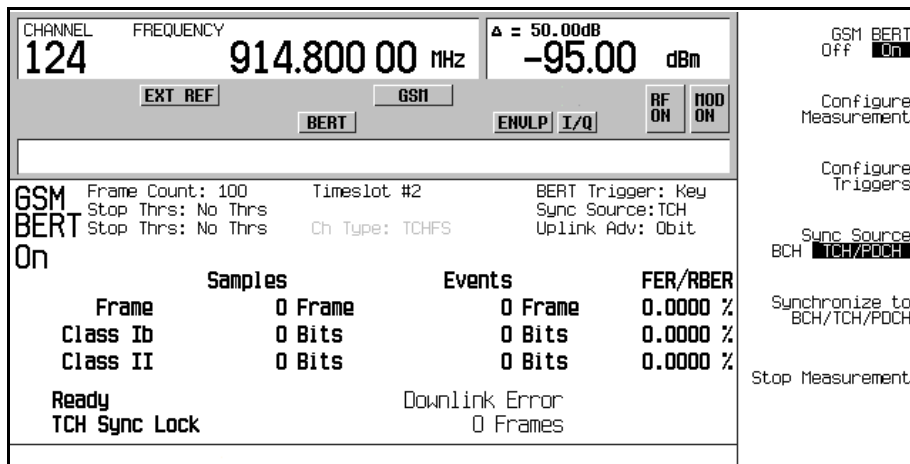 CHANNEL FREQUENCY Δ = 50.00dB
124 914.800 00 MHz -95.00 dBm
EXT REF GSM RF ON MOD ON
BERT ENVLP I/Q
GSM BERT On
Frame Count: 100 Timeslot #2 BERT Trigger: Key
Stop Thrs: No Thrs Sync Source:TCH
Stop Thrs: No Thrs Ch Type: TCHFS Uplink Adv: 0bit
Samples Events FER/RBER
Frame 0 Frame 0 Frame 0.0000 %
Class Ib 0 Bits 0 Bits 0.0000 %
Class II 0 Bits 0 Bits 0.0000 %
Ready Downlink Error
TCH Sync Lock 0 Frames
GSM BERT
Off On
Configure
Measurement
Configure
Triggers
Sync Source
BCH TCH/PDCH
Synchronize to
BCH/TCH/PDCH
Stop Measurement